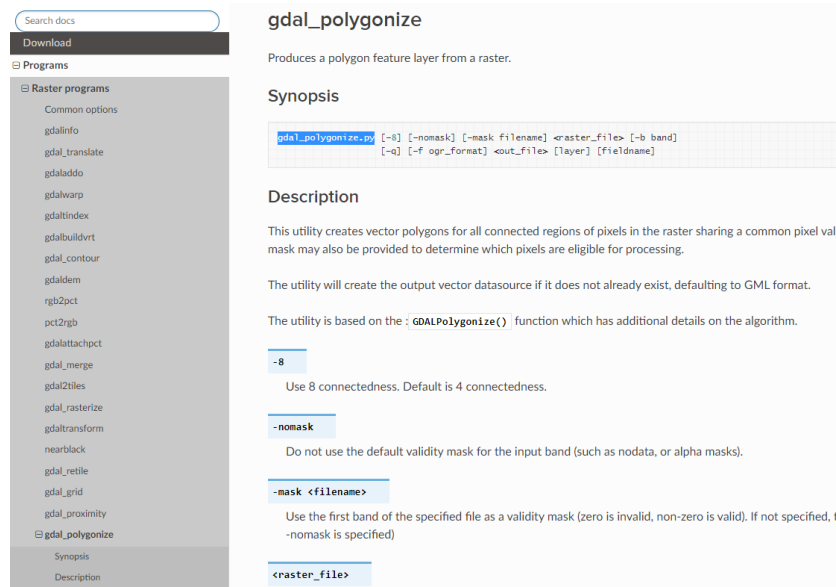 Search docs
Download
Programs
Raster programs
Common options
gdalinfo
gdal_translate
gdaladdo
gdalwarp
gdaltindex
gdalbuildvrt
gdal_contour
gdaldem
rgb2pct
pct2rgb
gdalattachpct
gdal_merge
gdal2tiles
gdal_rasterize
gdaltransform
nearblack
gdal_retile
gdal_grid
gdal_proximity
gdal_polygonize
Synopsis
Description
gdal_polygonize
Produces a polygon feature layer from a raster.
Synopsis
gdal_polygonize.py [-8] [-nomask] [-mask filename] <raster_file> [-b band]
[-q] [-f ogr_format] <out_file> [layer] [fieldname]
Description
This utility creates vector polygons for all connected regions of pixels in the raster sharing a common pixel val
mask may also be provided to determine which pixels are eligible for processing.
The utility will create the output vector datasource if it does not already exist, defaulting to GML format.
The utility is based on the : GDALPolygonize() function which has additional details on the algorithm.
-8
Use 8 connectedness. Default is 4 connectedness.
-nomask
Do not use the default validity mask for the input band (such as nodata, or alpha masks).
-mask <filename>
Use the first band of the specified file as a validity mask (zero is invalid, non-zero is valid). If not specified,
-nomask is specified)
<raster_file>